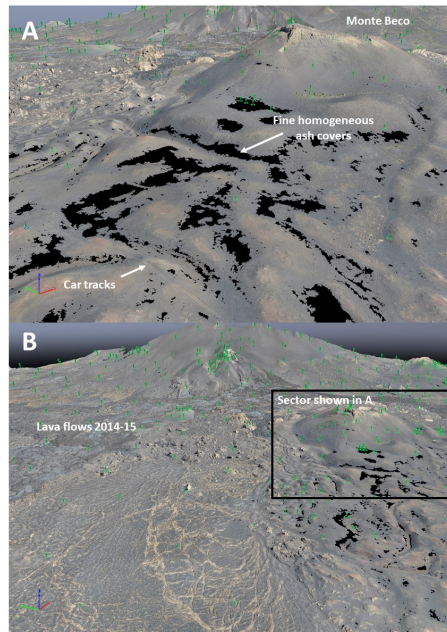 A
Monte Beco
Fine homogeneous
ash covers
Car tracks
B
Sector shown in A
Lava flows 2014-15